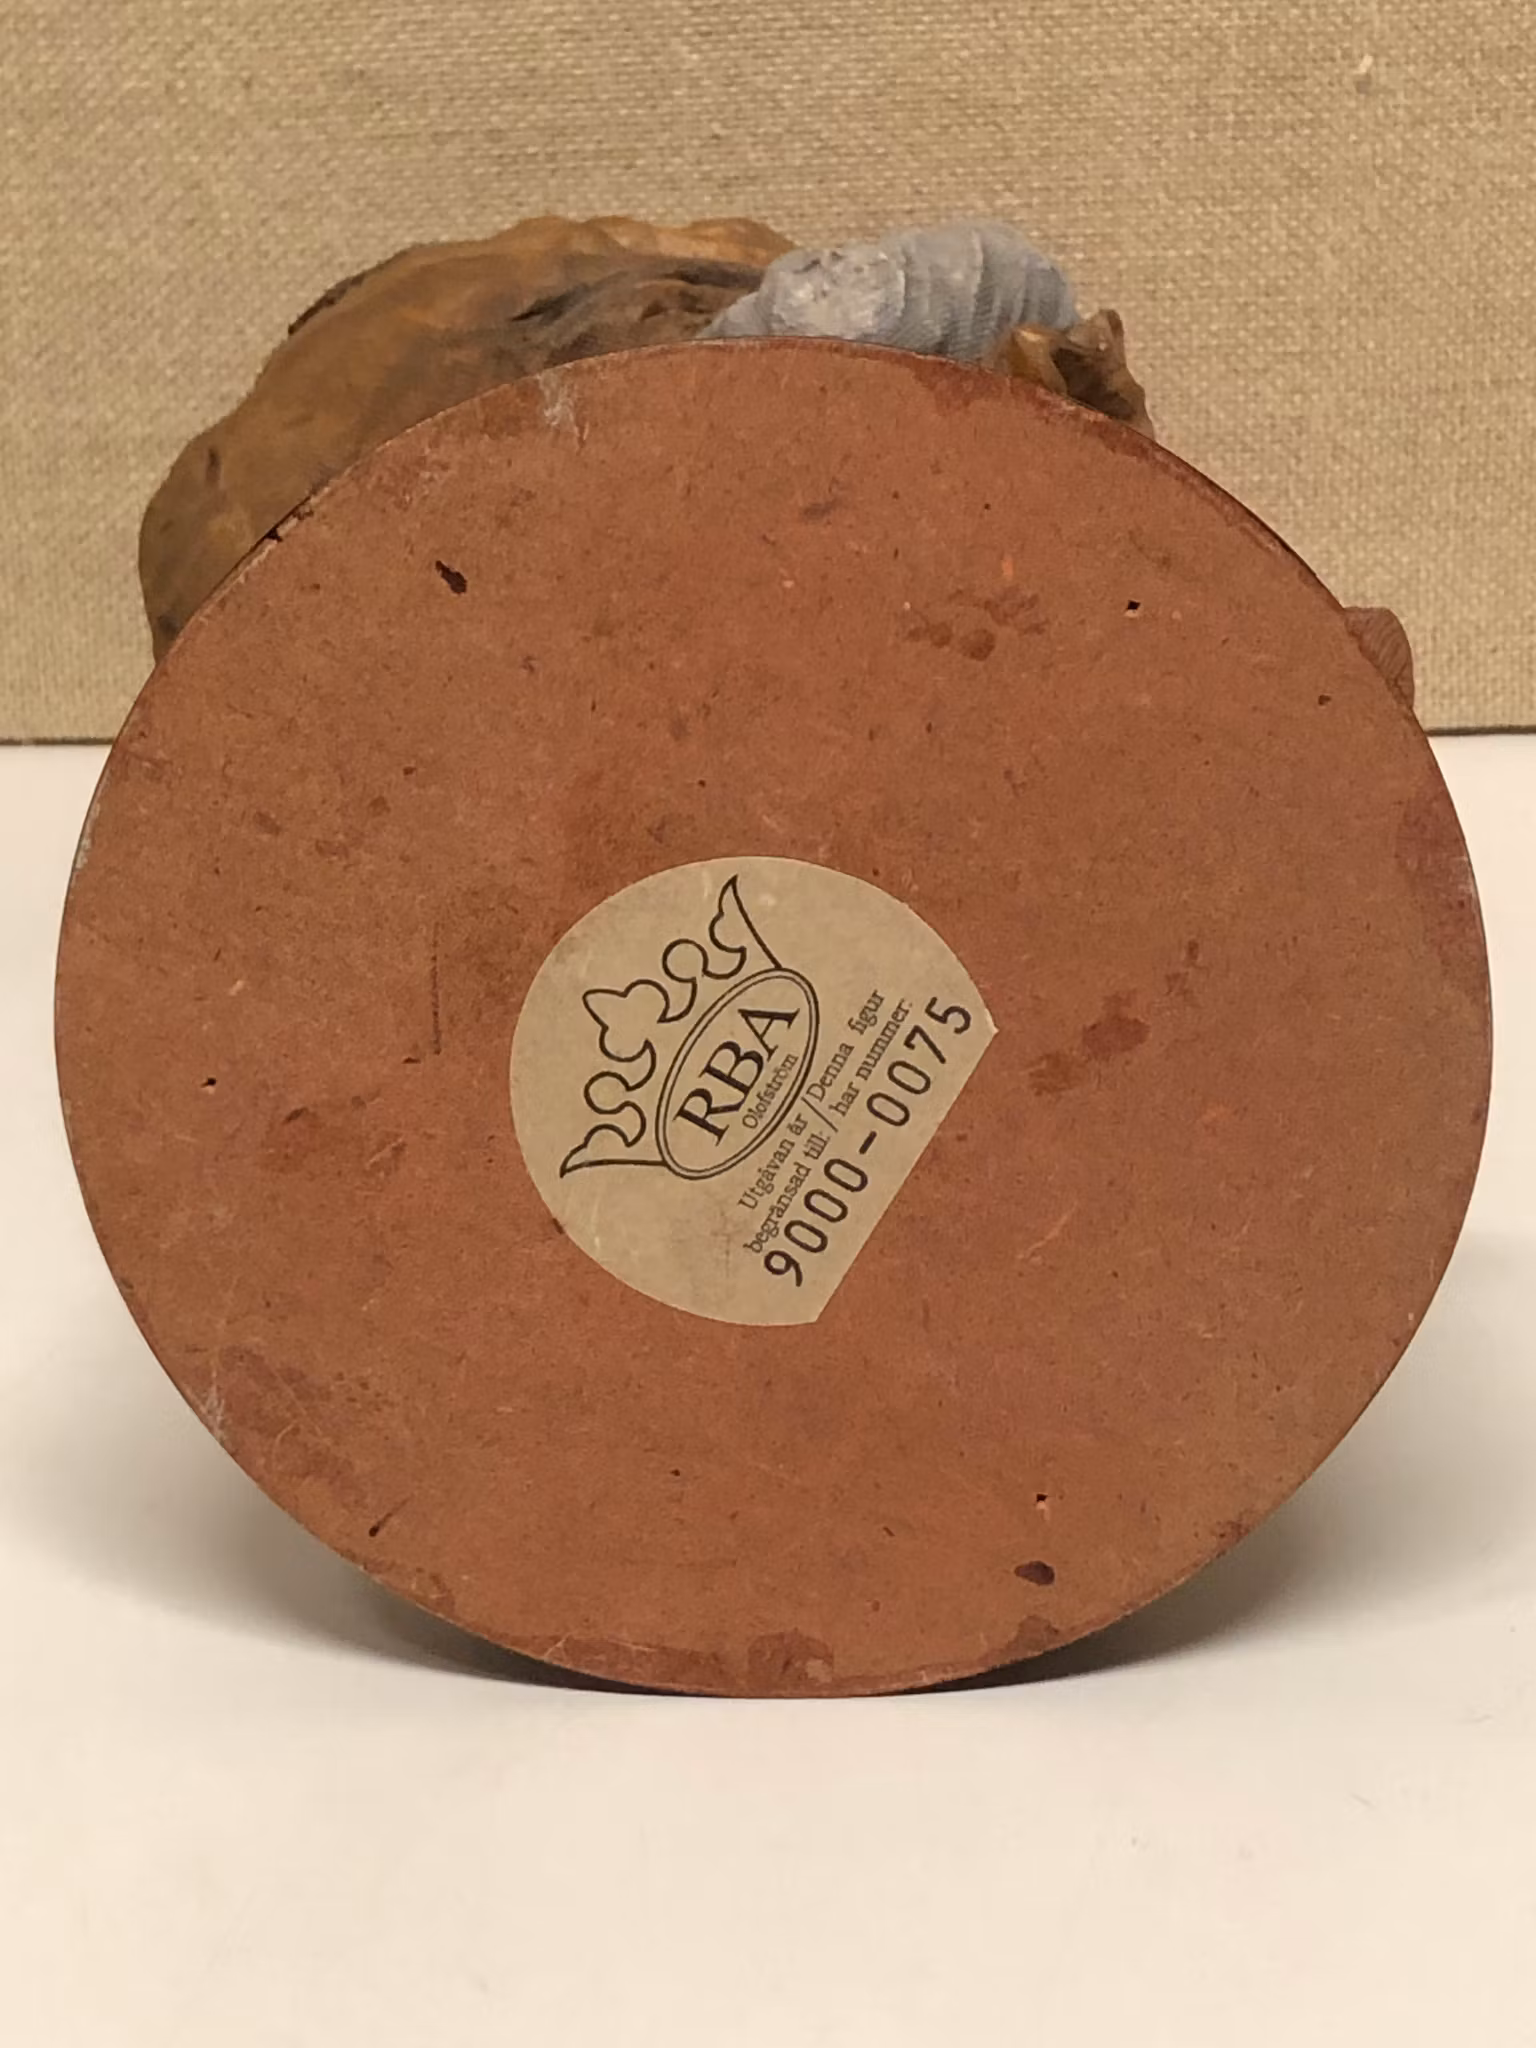 RBA
Olofström
Utgåvan är / Denna figur
begränsad till: / har nummer:
9000-0075